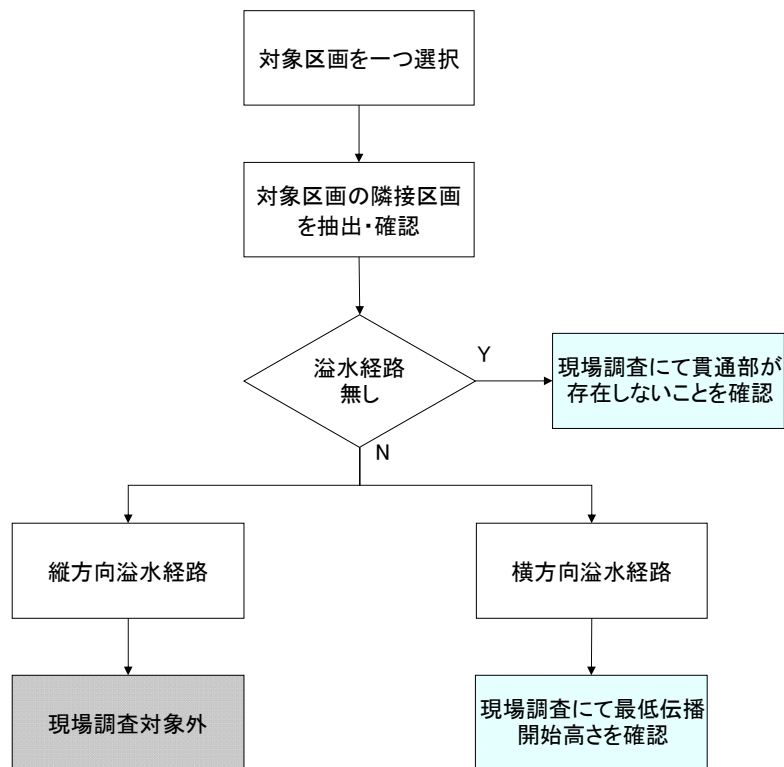 対象区画を一つ選択
対象区画の隣接区画
を抽出・確認
溢水経路
無し
Y
現場調査にて貫通部が
存在しないことを確認
N
縦方向溢水経路
横方向溢水経路
現場調査対象外
現場調査にて最低伝播
開始高さを確認